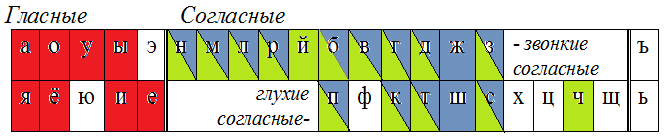 Гласные Согласные
а о у ы э н м л р й б в г д ж з - звонкие согласные ъ
я ё ю и е глухие согласные- п ф к т ш с х ц ч щ ь